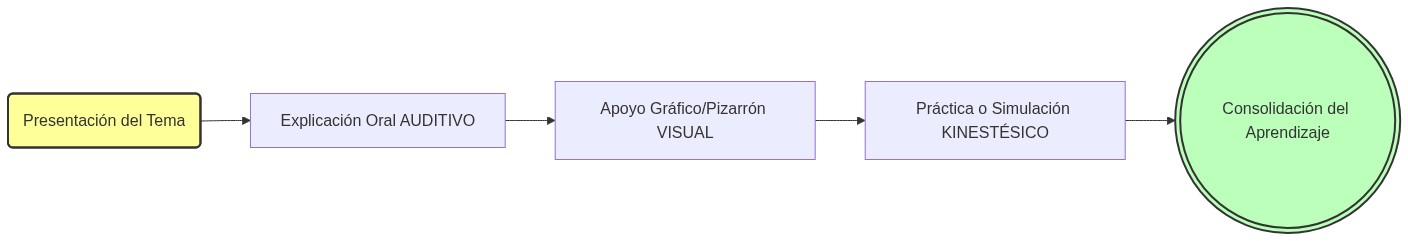 Presentación del Tema
Explicación Oral AUDITIVO
Apoyo Gráfico/Pizarrón
VISUAL
Práctica o Simulación
KINESTÉSICO
Consolidación del
Aprendizaje